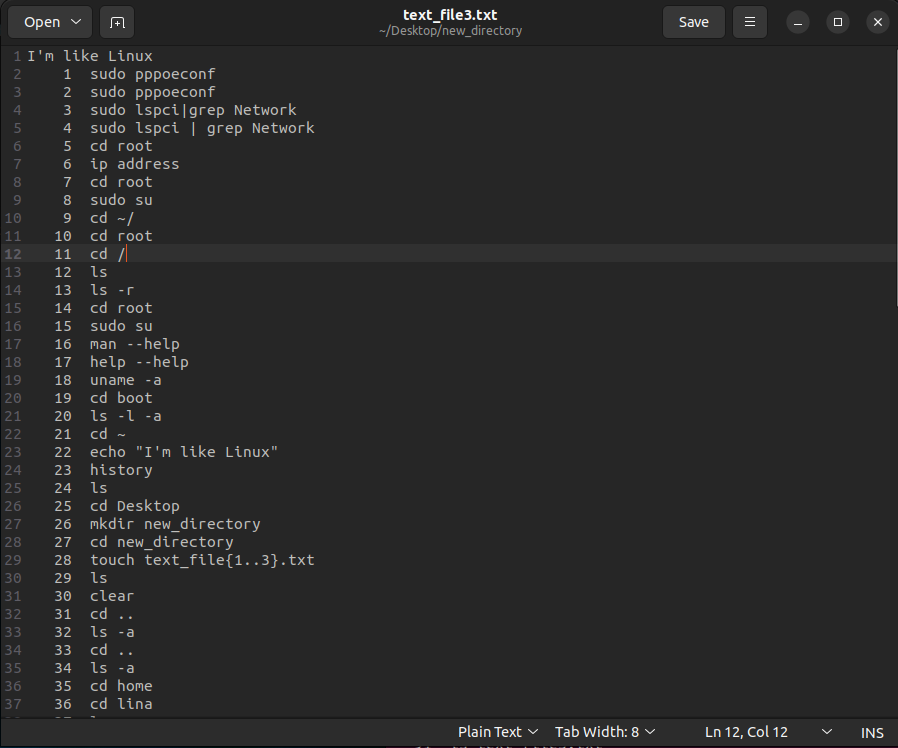 Open
text_file3.txt
~/Desktop/new_directory
Save
1 I'm like Linux
2 1 sudo pppoeconf
3 2 sudo pppoeconf
4 3 sudo lspci|grep Network
5 4 sudo lspci | grep Network
6 5 cd root
7 6 ip address
8 7 cd root
9 8 sudo su
10 9 cd ~/
11 10 cd root
12 11 cd /
13 12 ls
14 13 ls -r
15 14 cd root
16 15 sudo su
17 16 man --help
18 17 help --help
19 18 uname -a
20 19 cd boot
21 20 ls -l -a
22 21 cd ~
23 22 echo "I'm like Linux"
24 23 history
25 24 ls
26 25 cd Desktop
27 26 mkdir new_directory
28 27 cd new_directory
29 28 touch text_file{1..3}.txt
30 29 ls
31 30 clear
32 31 cd ..
33 32 ls -a
34 33 cd ..
35 34 ls -a
36 35 cd home
37 36 cd lina
Plain Text Tab Width: 8 Ln 12, Col 12 INS